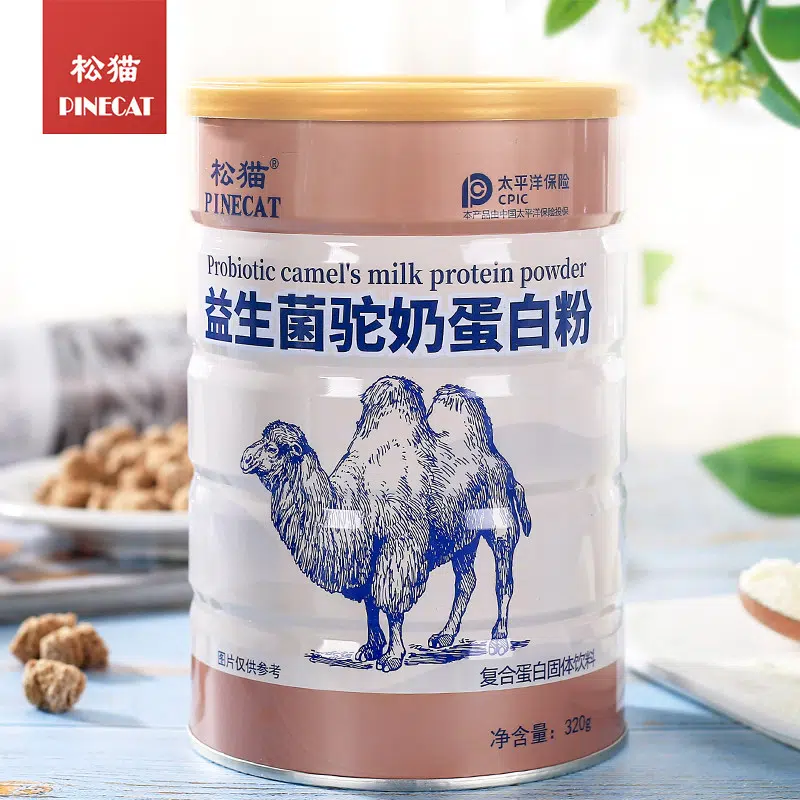 松猫
PINECAT
松猫®
PINECAT
太平洋保险
CPIC
本产品由中国太平洋保险投保
Probiotic camel's milk protein powder
益生菌驼奶蛋白粉
图片仅供参考
复合蛋白固体饮料
净含量：320g